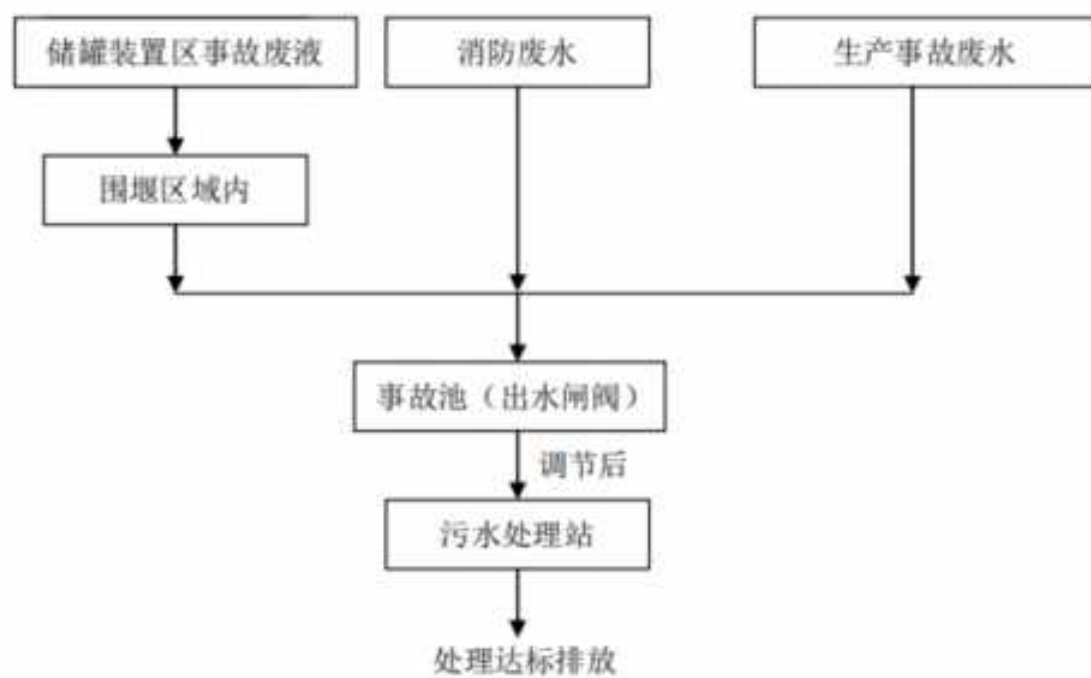 储罐装置区事故废液
消防废水
生产事故废水
围堰区域内
事故池（出水闸阀）
调节后
污水处理站
处理达标排放